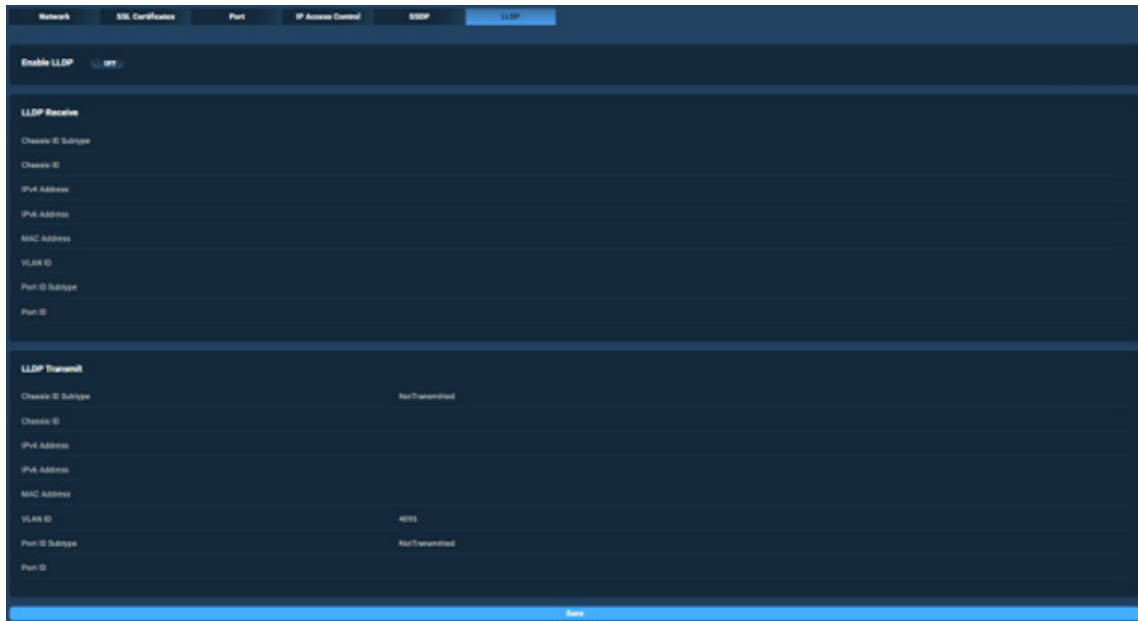 Network SSL Certificates Port IP Access Control SSDP LLDP
Enable LLDP OFF
LLDP Receive
Chassis ID Subtype
Chassis ID
IPv4 Address
IPv6 Address
MAC Address
VLAN ID
Port ID Subtype
Port ID
LLDP Transmit
Chassis ID Subtype NotTransmitted
Chassis ID
IPv4 Address
IPv6 Address
MAC Address
VLAN ID 4095
Port ID Subtype NotTransmitted
Port ID
Save